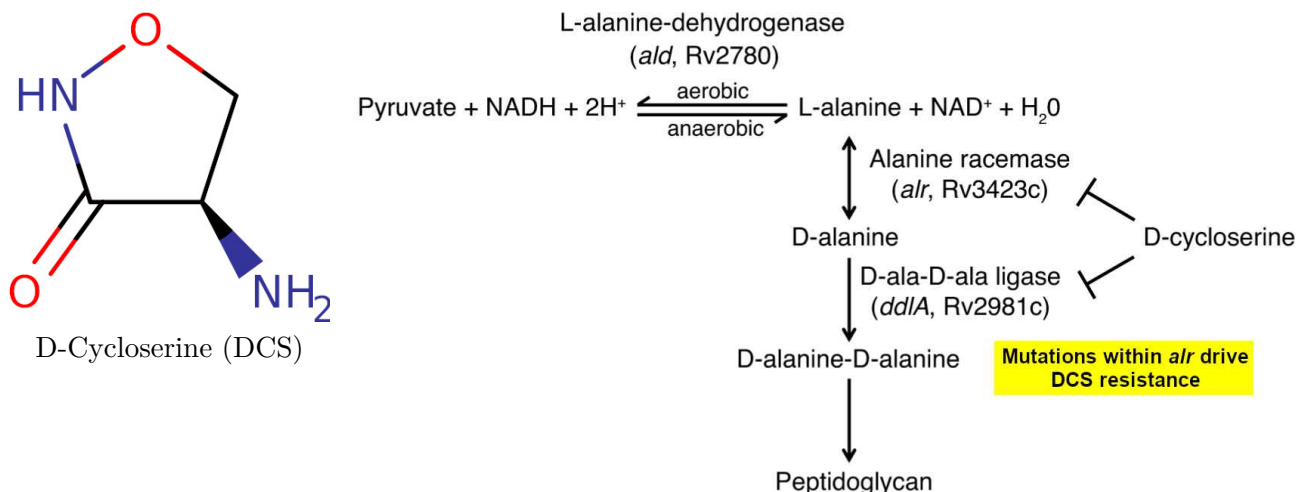 O
HN
O
NH2
D-Cycloserine (DCS)
L-alanine-dehydrogenase
(ald, Rv2780)
Pyruvate + NADH + 2H+ aerobic L-alanine + NAD+ + H20
anaerobic
Alanine racemase
(alr, Rv3423c)
D-alanine D-cycloserine
D-ala-D-ala ligase
(ddlA, Rv2981c)
D-alanine-D-alanine
Mutations within alr drive
DCS resistance
Peptidoglycan